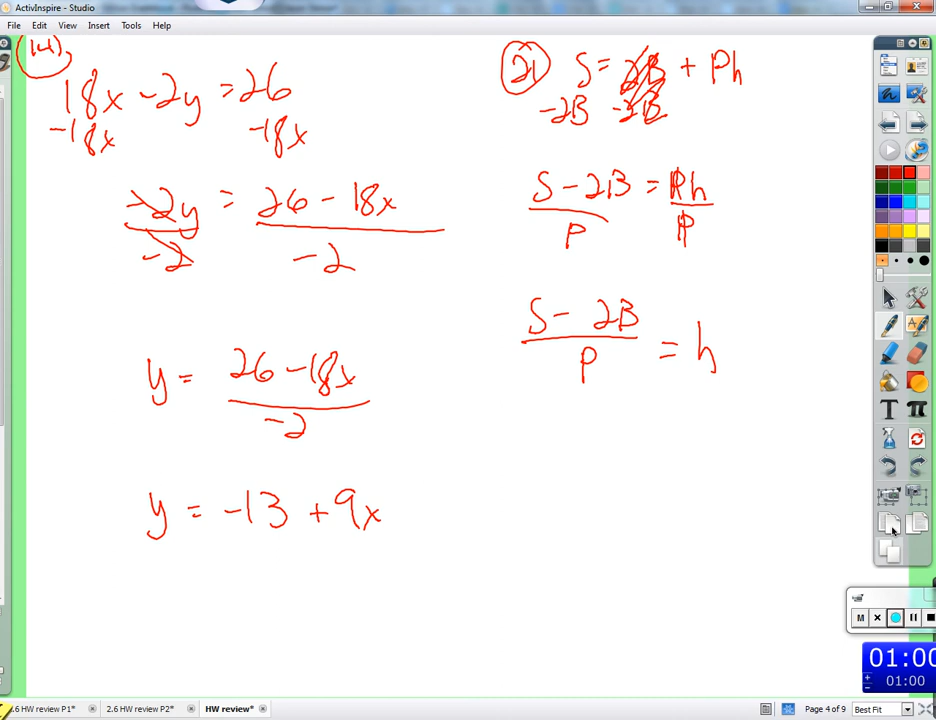 ActivInspire - Studio
File Edit View Insert Tools Help
14)
18x -2y = 26
-18x -18x
-2y = 26 - 18x
-2 -2
y = 26 -18x
-2
y = -13 + 9x
21 S = 2B + Ph
-2B -2B
S - 2B = Ph
P P
S - 2B
P = h
M
01:00
01:00
2.6 HW review P1*
2.6 HW review P2*
HW review*
Page 4 of 9
Best Fit